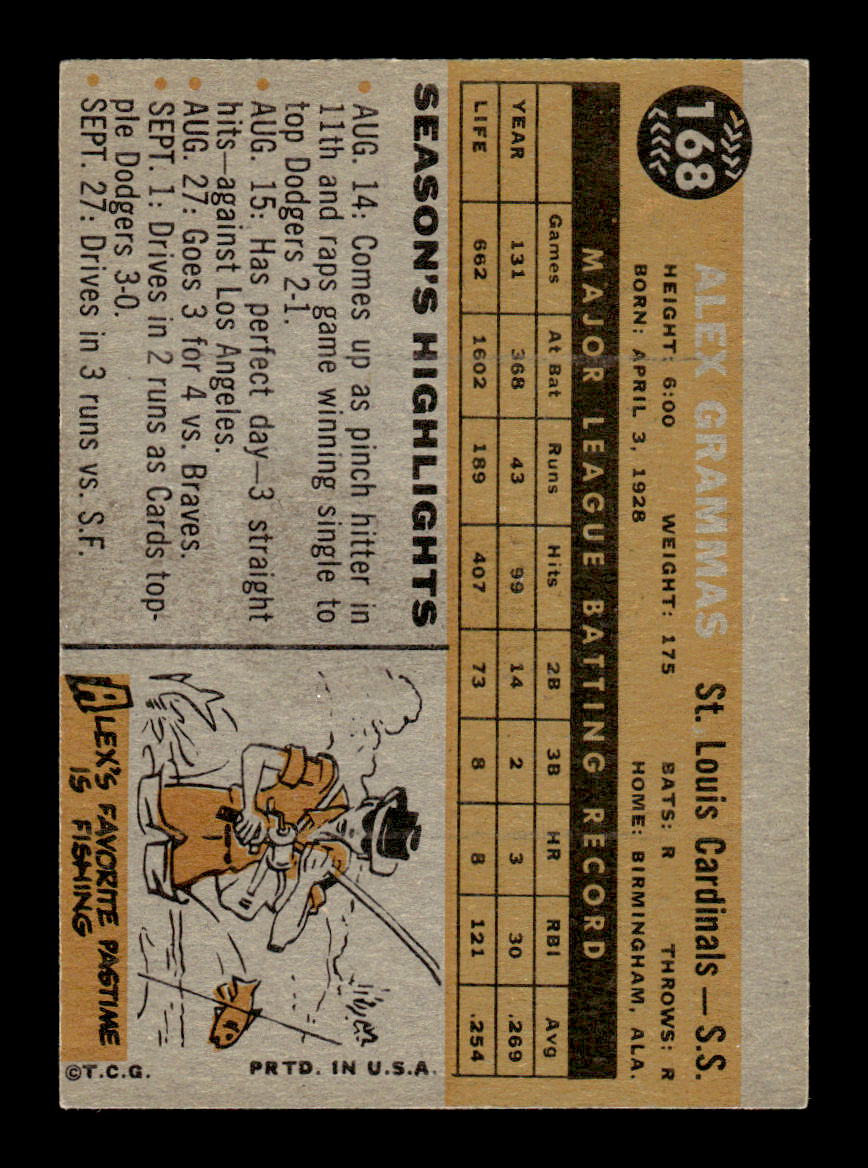 168
ALEX GRAMMAS St. Louis Cardinals — S.S.
HEIGHT: 6:00 WEIGHT: 175 BATS: R THROWS: R
BORN: APRIL 3, 1928 HOME: BIRMINGHAM, ALA.
MAJOR LEAGUE BATTING RECORD
Games At Bat Runs Hits 2B 3B HR RBI Avg
YEAR 131 368 43 99 14 2 3 30 .269
LIFE 662 1602 189 407 73 8 8 121 .254
SEASON'S HIGHLIGHTS
• AUG. 14: Comes up as pinch hitter in
11th and raps game winning single to
top Dodgers 2-1.
• AUG. 15: Has perfect day—3 straight
hits—against Los Angeles.
• AUG. 27: Goes 3 for 4 vs. Braves.
• SEPT. 1: Drives in 2 runs as Cards top-
ple Dodgers 3-0.
• SEPT. 27: Drives in 3 runs vs. S.F.
ALEX'S FAVORITE PASTIME
IS FISHING
©T.C.G. PRTD. IN U.S.A.